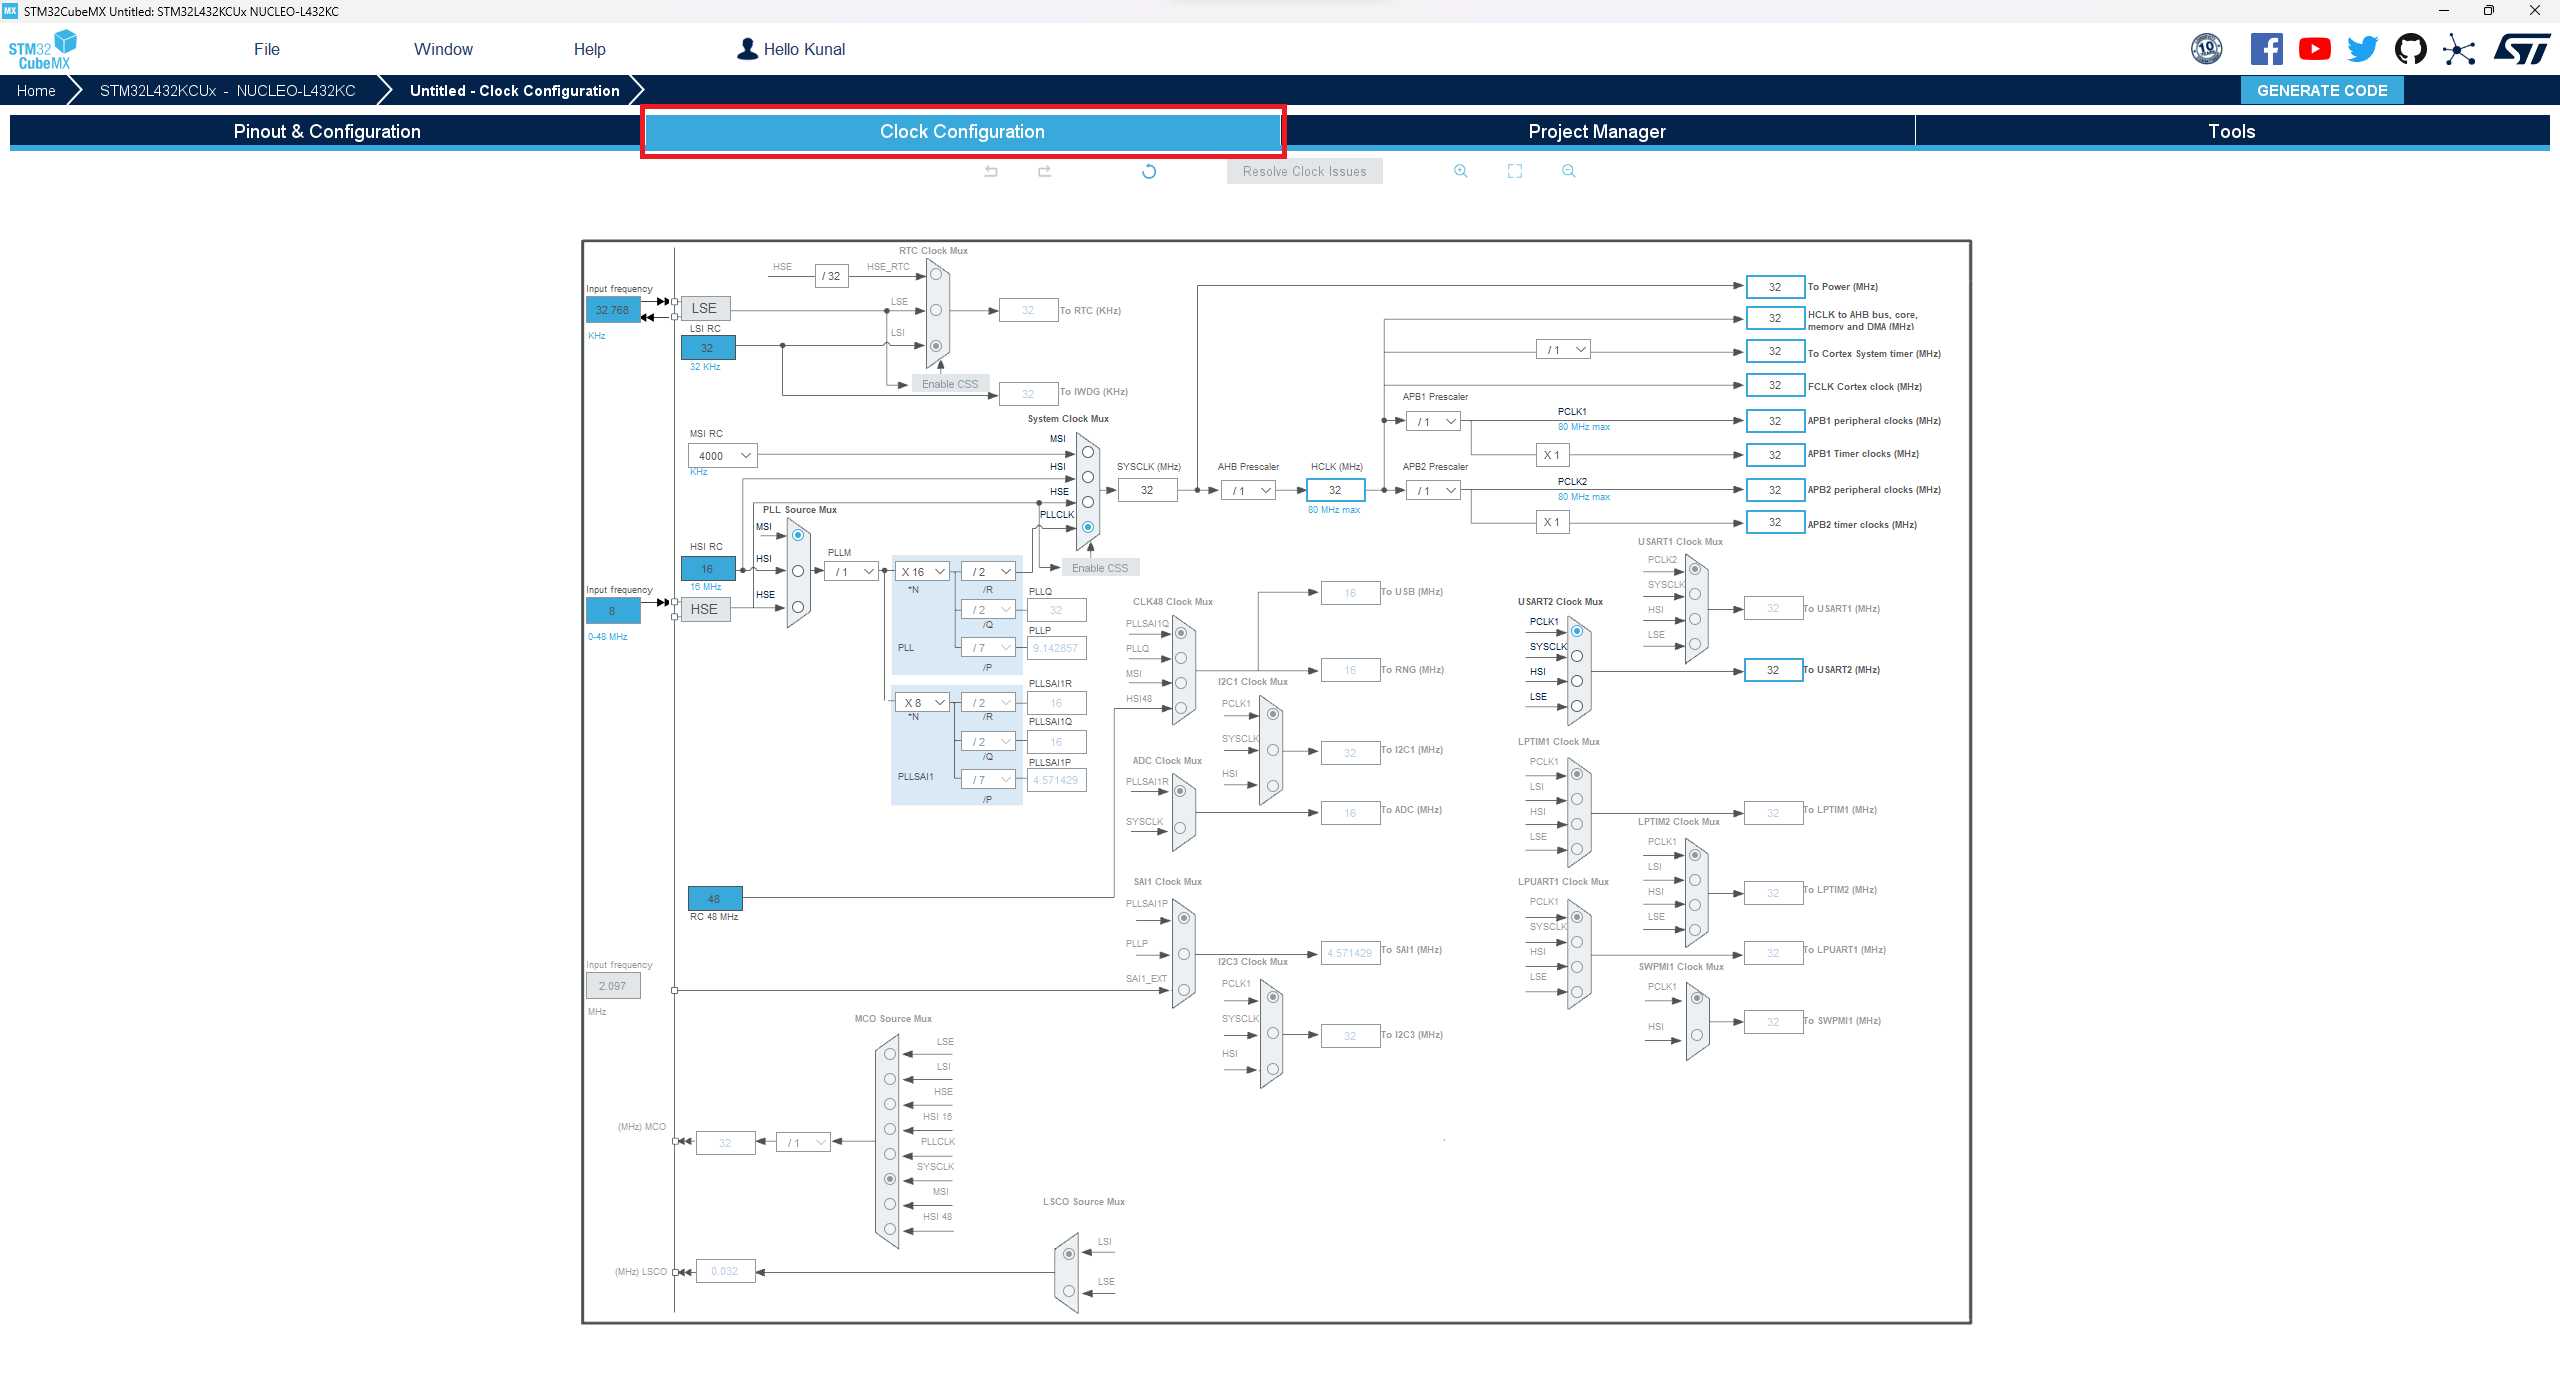 MX STM32CubeMX Untitled: STM32L432KCUx NUCLEO-L432KC
STM32 CubeMX
File Window Help Hello Kunal
10
ST
Home STM32L432KCUx - NUCLEO-L432KC Untitled - Clock Configuration GENERATE CODE
Pinout & Configuration Clock Configuration Project Manager Tools
Resolve Clock Issues
RTC Clock Mux
HSE / 32 HSE_RTC
Input frequency
32.768
KHz
LSE
LSE
32 To RTC (KHz)
LSI RC
32
32 KHz
LSI
Enable CSS
32 To IWDG (KHz)
System Clock Mux
MSI RC
4000
KHz
MSI
HSI
HSE
PLLCLK
Enable CSS
SYSCLK (MHz)
32
AHB Prescaler
/ 1
HCLK (MHz)
32
80 MHz max
32 To Power (MHz)
32 HCLK to AHB bus, core,
memory and DMA (MHz)
/ 1 32 To Cortex System timer (MHz)
32 FCLK Cortex clock (MHz)
APB1 Prescaler
/ 1
PCLK1
80 MHz max
32 APB1 peripheral clocks (MHz)
X 1 32 APB1 Timer clocks (MHz)
APB2 Prescaler
/ 1
PCLK2
80 MHz max
32 APB2 peripheral clocks (MHz)
X 1 32 APB2 timer clocks (MHz)
PLL Source Mux
MSI
HSI RC
16
16 MHz
HSI
Input frequency
8
0-48 MHz
HSE
HSE
PLLM
/ 1
X 16
*N
/ 2
/R
PLLQ
/ 2 32
/Q
PLLP
/ 7 9.142857
/P
PLL
PLLSAI1R
X 8
*N
/ 2 16
/R
PLLSAI1Q
/ 2 16
/Q
PLLSAI1P
/ 7 4.571429
/P
PLLSAI1
CLK48 Clock Mux
PLLSAI1Q
PLLQ
MSI
HSI48
16 To USB (MHz)
16 To RNG (MHz)
I2C1 Clock Mux
PCLK1
SYSCLK
HSI
32 To I2C1 (MHz)
ADC Clock Mux
PLLSAI1R
SYSCLK
16 To ADC (MHz)
48
RC 48 MHz
SAI1 Clock Mux
PLLSAI1P
PLLP
SAI1_EXT
4.571429 To SAI1 (MHz)
Input frequency
2.097
MHz
I2C3 Clock Mux
PCLK1
SYSCLK
HSI
32 To I2C3 (MHz)
USART1 Clock Mux
PCLK2
SYSCLK
HSI
LSE
32 To USART1 (MHz)
USART2 Clock Mux
PCLK1
SYSCLK
HSI
LSE
32 To USART2 (MHz)
LPTIM1 Clock Mux
PCLK1
LSI
HSI
LSE
32 To LPTIM1 (MHz)
LPTIM2 Clock Mux
PCLK1
LSI
HSI
LSE
32 To LPTIM2 (MHz)
LPUART1 Clock Mux
PCLK1
SYSCLK
HSI
LSE
32 To LPUART1 (MHz)
SWPMI1 Clock Mux
PCLK1
HSI
32 To SWPMI1 (MHz)
MCO Source Mux
LSE
LSI
HSE
HSI 16
PLLCLK
SYSCLK
MSI
HSI 48
(MHz) MCO 32 / 1
LSCO Source Mux
LSI
LSE
(MHz) LSCO 0.032